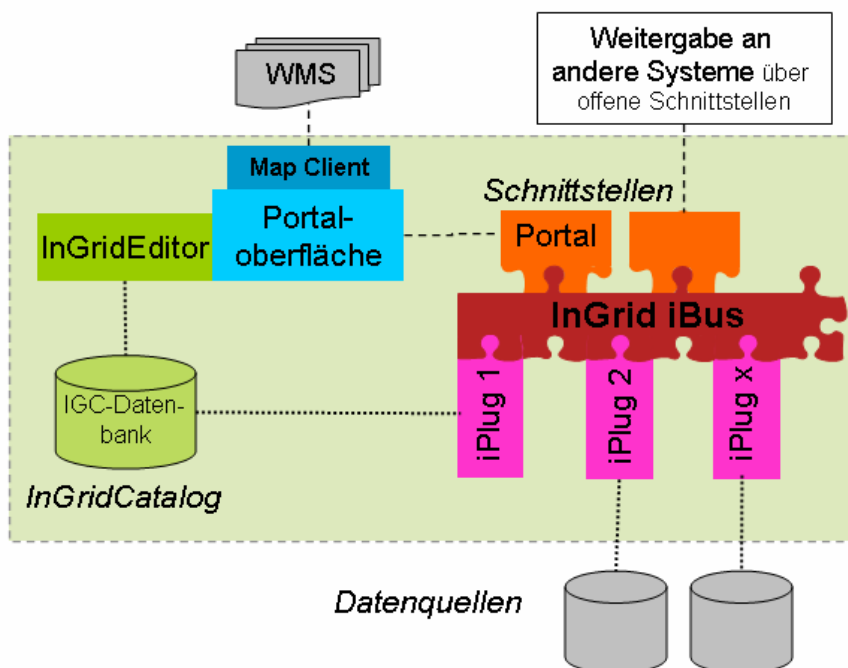 WMS
Weitergabe an
andere Systeme über
offene Schnittstellen
Map Client
Schnittstellen
InGridEditor
Portal-
oberfläche
Portal
InGrid iBus
iPlug 1
iPlug 2
iPlug x
IGC-Daten-
bank
InGridCatalog
Datenquellen